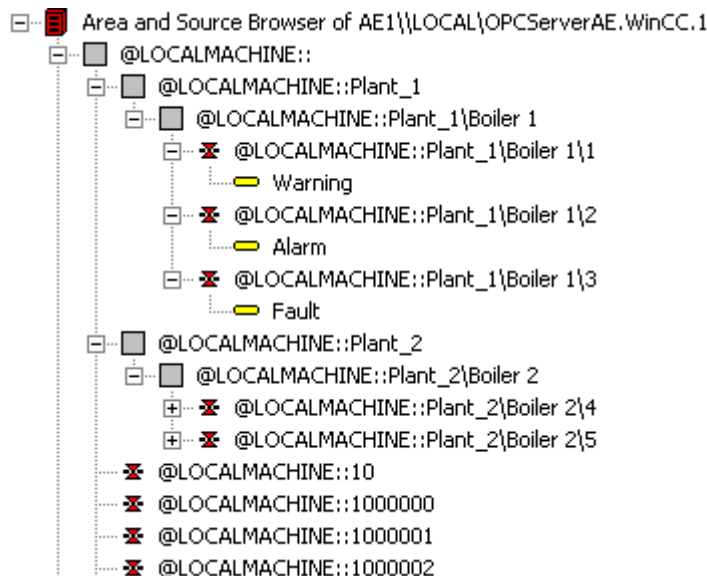 Area and Source Browser of AE1\\LOCAL\OPCServerAE.WinCC.1
@LOCALMACHINE::
@LOCALMACHINE::Plant_1
@LOCALMACHINE::Plant_1\Boiler 1
@LOCALMACHINE::Plant_1\Boiler 1\1
Warning
@LOCALMACHINE::Plant_1\Boiler 1\2
Alarm
@LOCALMACHINE::Plant_1\Boiler 1\3
Fault
@LOCALMACHINE::Plant_2
@LOCALMACHINE::Plant_2\Boiler 2
@LOCALMACHINE::Plant_2\Boiler 2\4
@LOCALMACHINE::Plant_2\Boiler 2\5
@LOCALMACHINE::10
@LOCALMACHINE::1000000
@LOCALMACHINE::1000001
@LOCALMACHINE::1000002